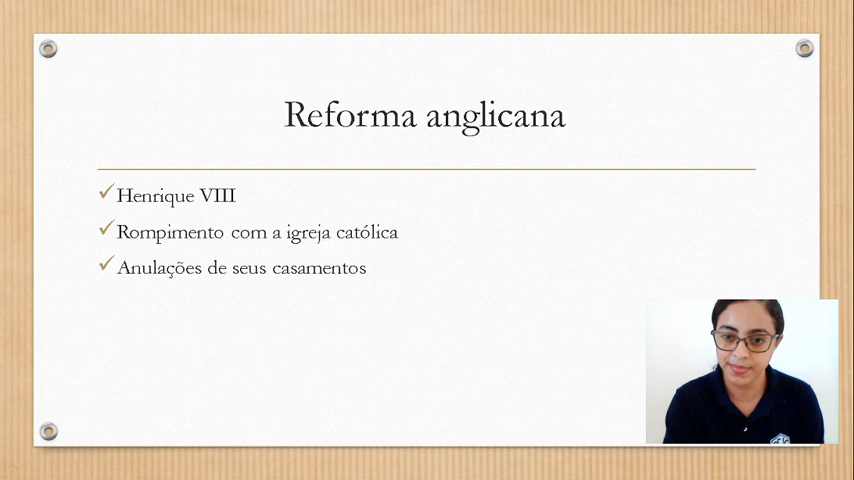 Reforma anglicana
Henrique VIII
Rompimento com a igreja católica
Anulações de seus casamentos